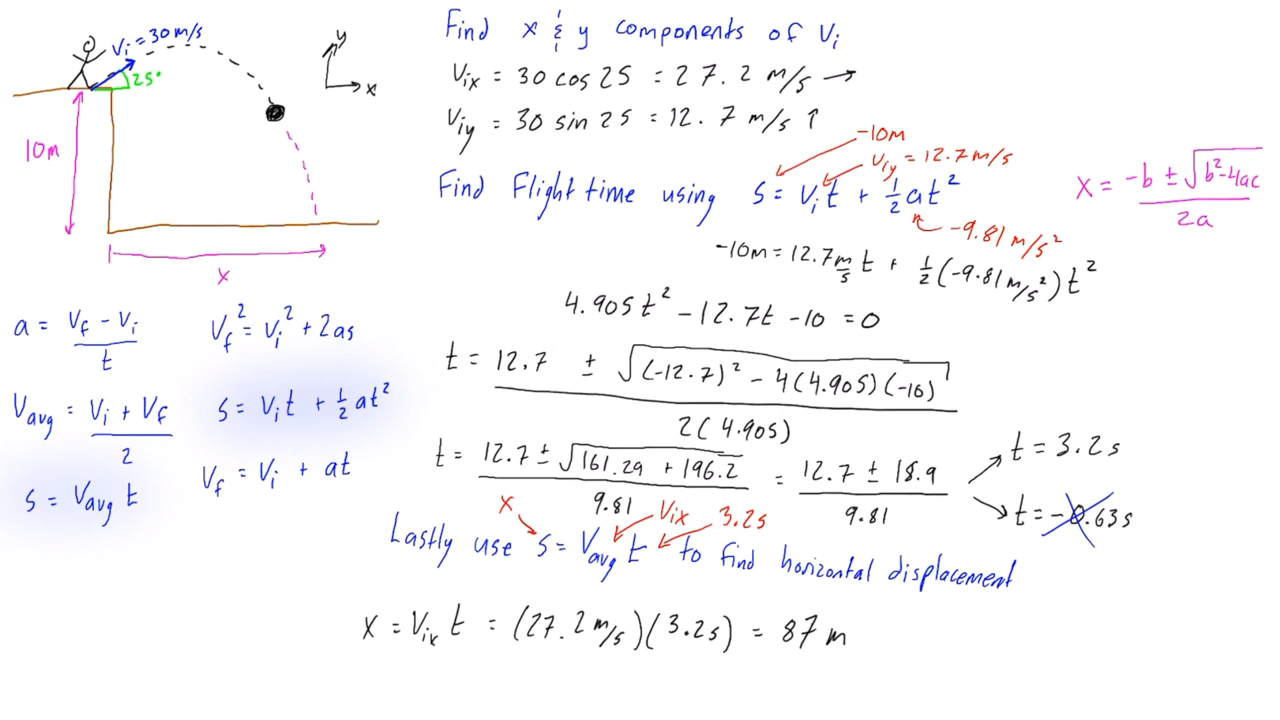 Vi = 30 m/s
25°
y
x
10m
x
Find x & y components of Vi
Vix = 30 cos 25 = 27.2 m/s →
Viy = 30 sin 25 = 12.7 m/s ↑
-10m
Viy = 12.7 m/s
Find Flight time using s = Vit + 1/2 at²
-9.81 m/s²
x = (-b ± √(b²-4ac)) / 2a
-10m = 12.7 m/s t + 1/2 (-9.81 m/s²) t²
4.905t² - 12.7t - 10 = 0
t = (12.7 ± √((-12.7)² - 4(4.905)(-10))) / 2(4.905)
t = (12.7 ± √(161.29 + 196.2)) / 9.81 = (12.7 ± 18.9) / 9.81
t = 3.2s
t = -0.63s
x
Vix
3.2s
Lastly use s = Vavg t to find horizontal displacement
x = Vix t = (27.2 m/s)(3.2s) = 87 m
a = (Vf - Vi) / t
Vf² = Vi² + 2as
Vavg = (Vi + Vf) / 2
s = Vit + 1/2 at²
s = Vavg t
Vf = Vi + at